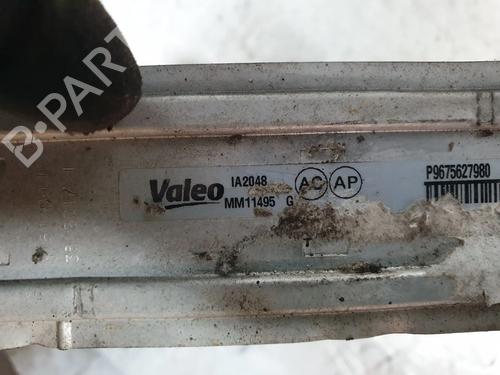 B-PARTS
Valeo
IA2048 AC AP
MM11495 G
P9675627980